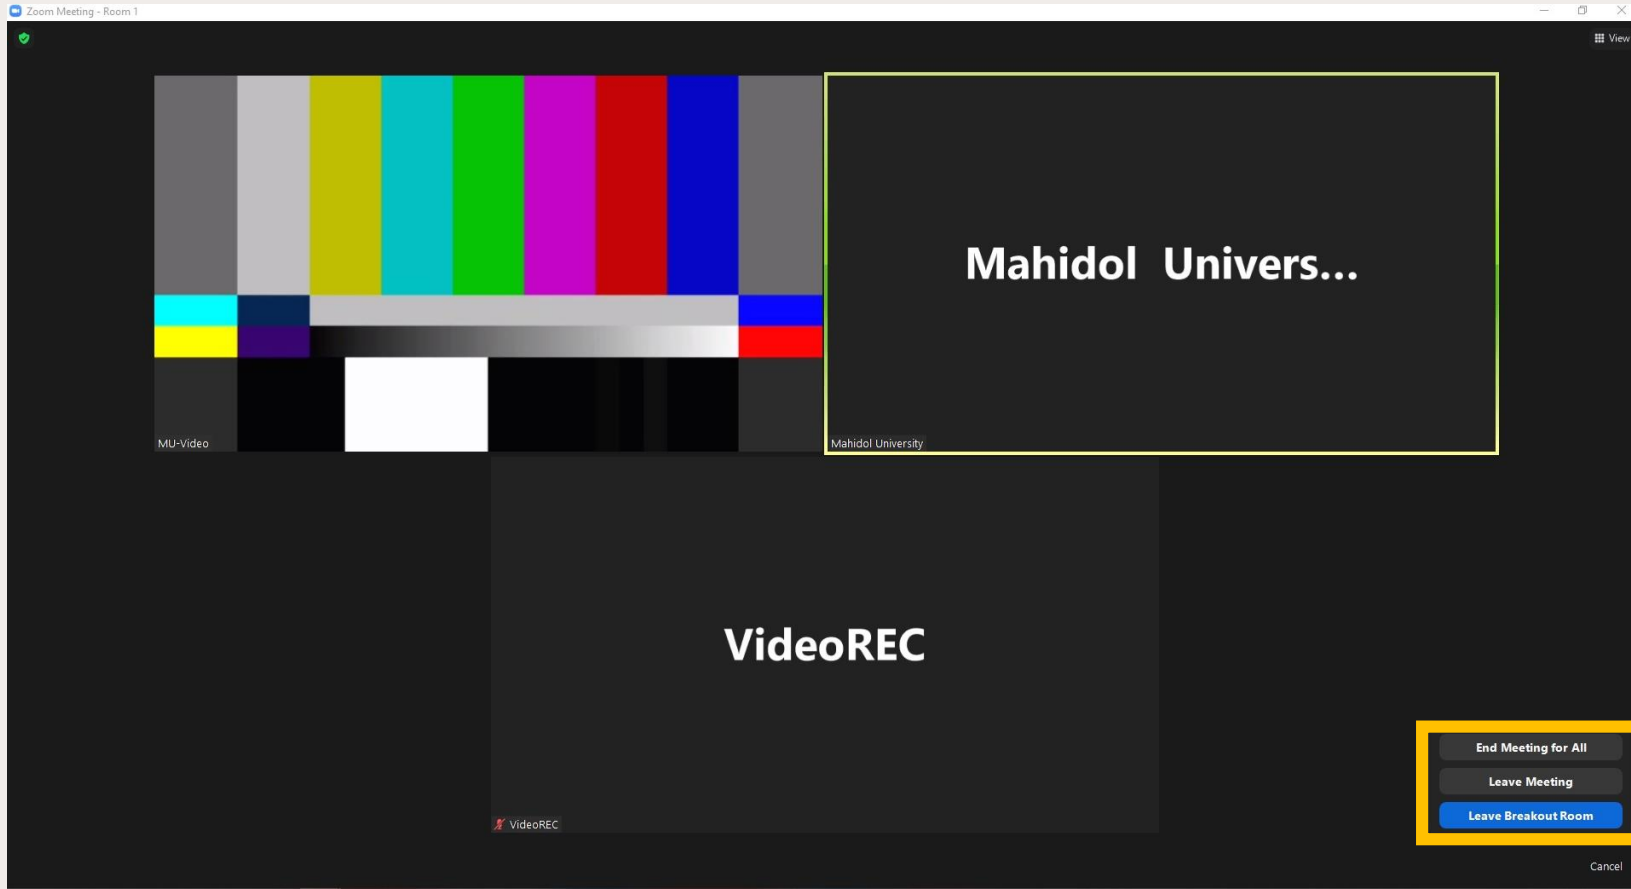 Zoom Meeting - Room 1
View
Mahidol Univers...
MU-Video
Mahidol University
VideoREC
VideoREC
End Meeting for All
Leave Meeting
Leave Breakout Room
Cancel